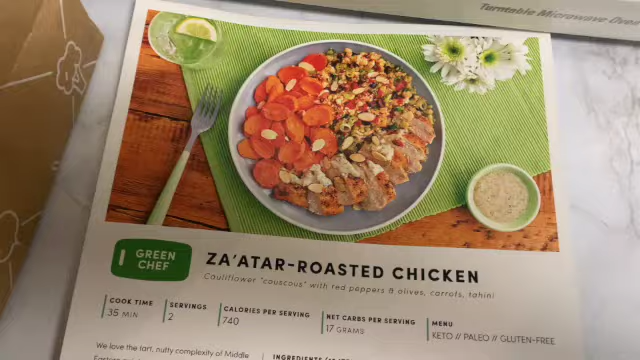 Turntable Microwave Oven
GREEN
CHEF
ZA'ATAR-ROASTED CHICKEN
Cauliflower "couscous" with red peppers & olives, carrots, tahini
COOK TIME
35 MIN
SERVINGS
2
CALORIES PER SERVING
740
NET CARBS PER SERVING
17 GRAMS
MENU
KETO // PALEO // GLUTEN-FREE
We love the tart, nutty complexity of Middle
INGREDIENTS